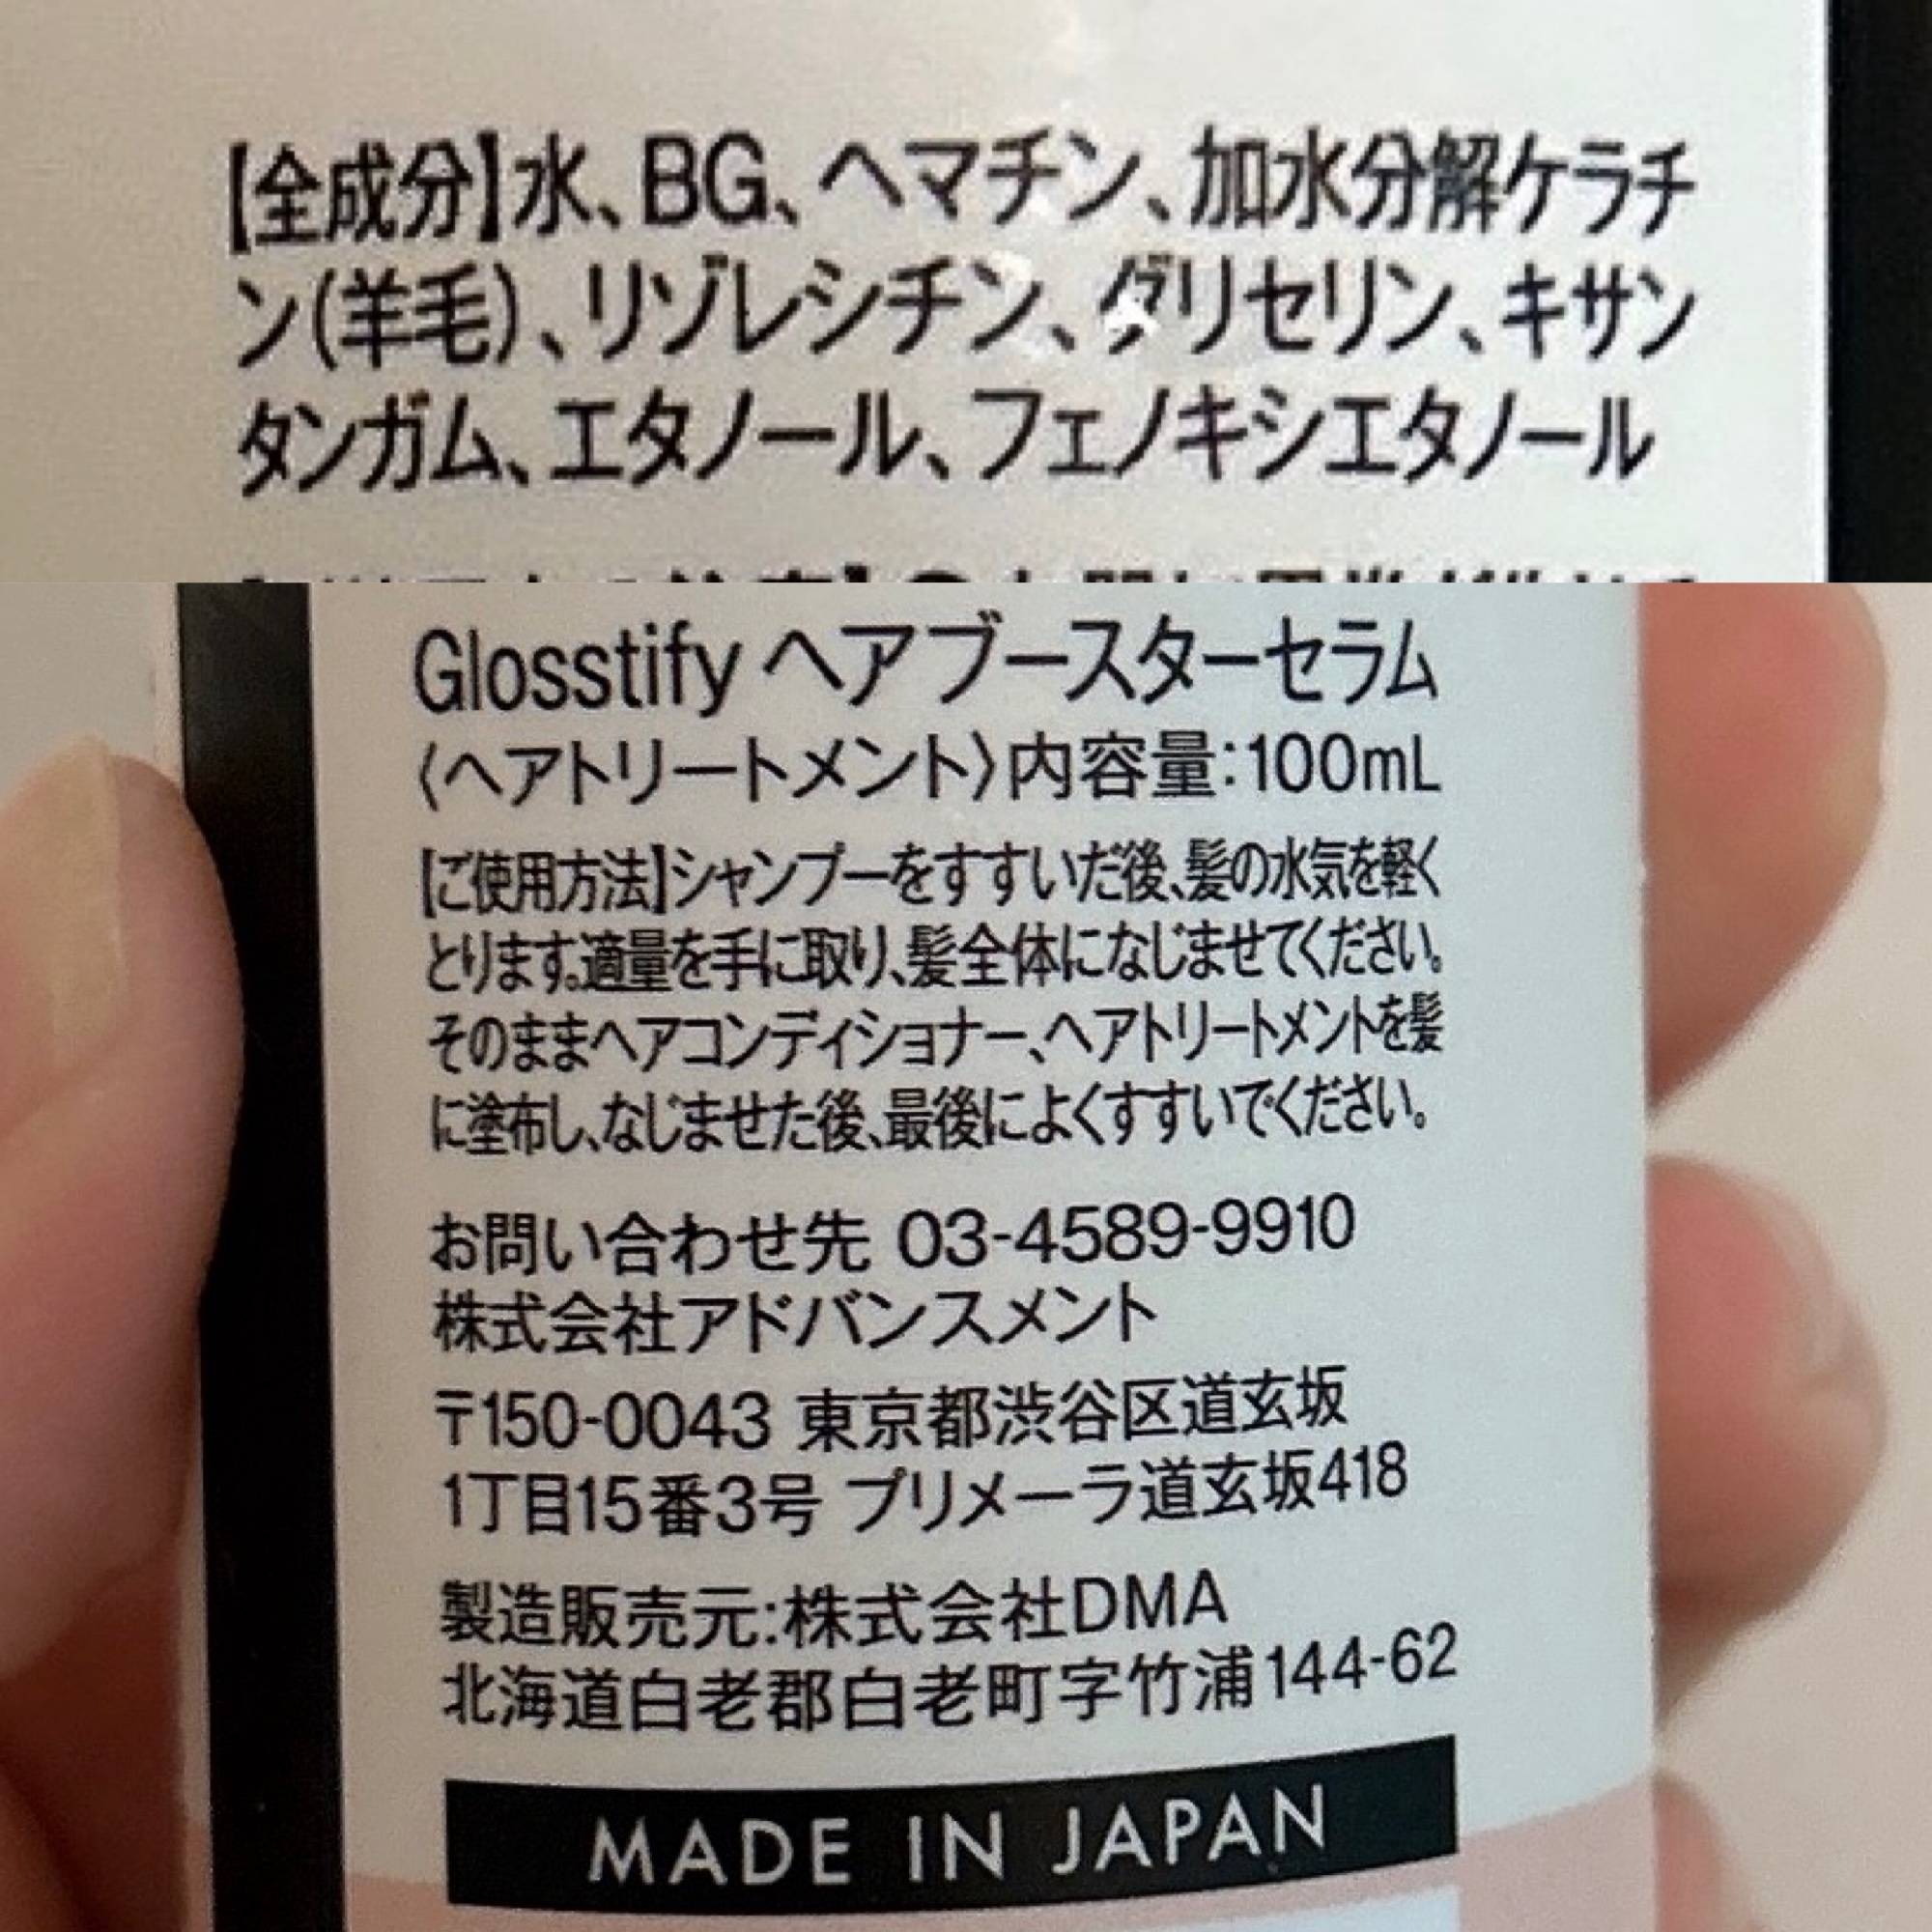 【全成分】水、BG、ヘマチン、加水分解ケラチ
ン(羊毛)、リゾレシチン、グリセリン、キサン
タンガム、エタノール、フェノキシエタノール
Glosstify ヘアブースターセラム
〈ヘアトリートメント〉内容量:100mL
【ご使用方法】シャンプーをすすいだ後、髪の水気を軽く
とります。適量を手に取り、髪全体になじませてください。
そのままヘアコンディショナー、ヘアトリートメントを髪
に塗布し、なじませた後、最後によくすすいでください。
お問い合わせ先 03-4589-9910
株式会社アドバンスメント
〒150-0043 東京都渋谷区道玄坂
1丁目15番3号 プリメーラ道玄坂418
製造販売元:株式会社DMA
北海道白老郡白老町字竹浦144-62
MADE IN JAPAN